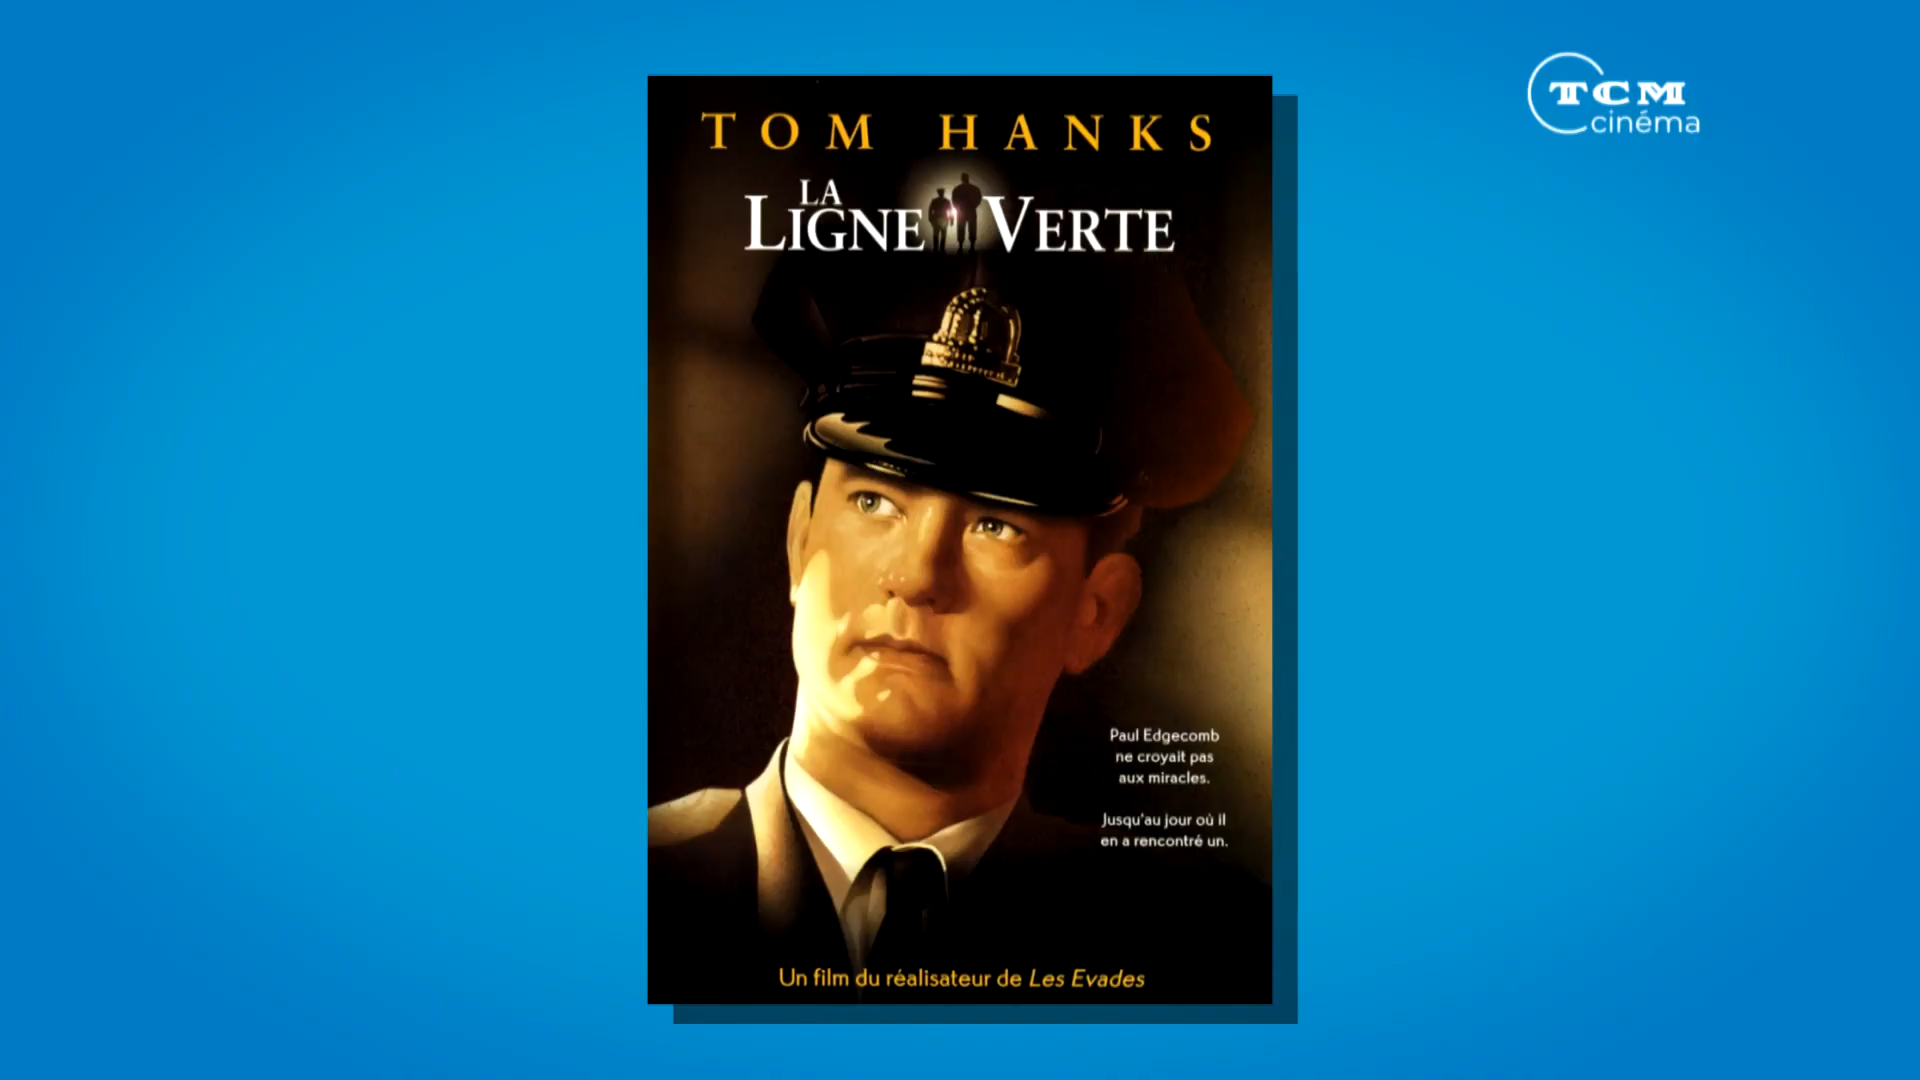 TCM
cinéma
TOM HANKS
LA
LIGNE VERTE
Paul Edgecomb
ne croyait pas
aux miracles.
Jusqu'au jour où il
en a rencontré un.
Un film du réalisateur de Les Evades